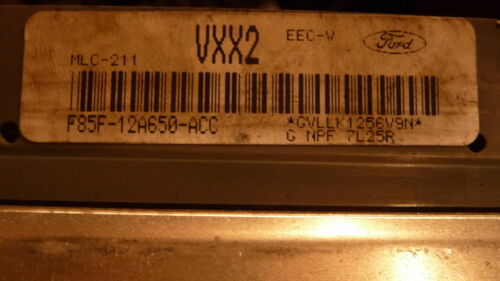 VXX2 EEC-V Ford
MLC-211
F85F-12A650-ACC *GVLLK1256V9N*
G NPF 7L25R